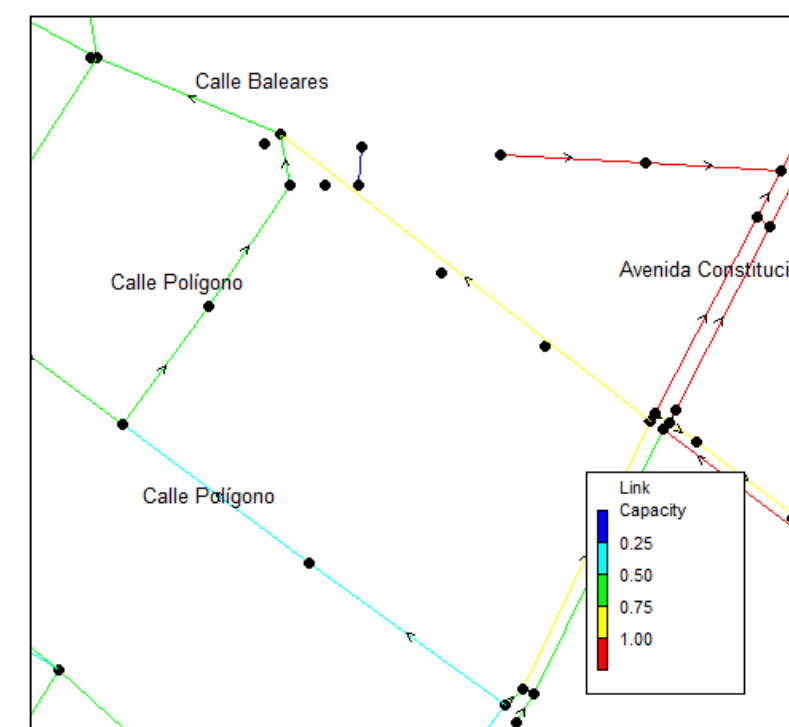 Calle Baleares
Avenida Constituci
Calle Polígono
Calle Polígono
Link
Capacity
0.25
0.50
0.75
1.00